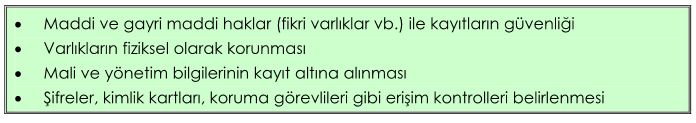 • Maddi ve gayri maddi haklar (fikri varlıklar vb.) ile kayıtların güvenliği
• Varlıkların fiziksel olarak korunması
• Mali ve yönetim bilgilerinin kayıt altına alınması
• Şifreler, kimlik kartları, koruma görevlileri gibi erişim kontrolleri belirlenmesi